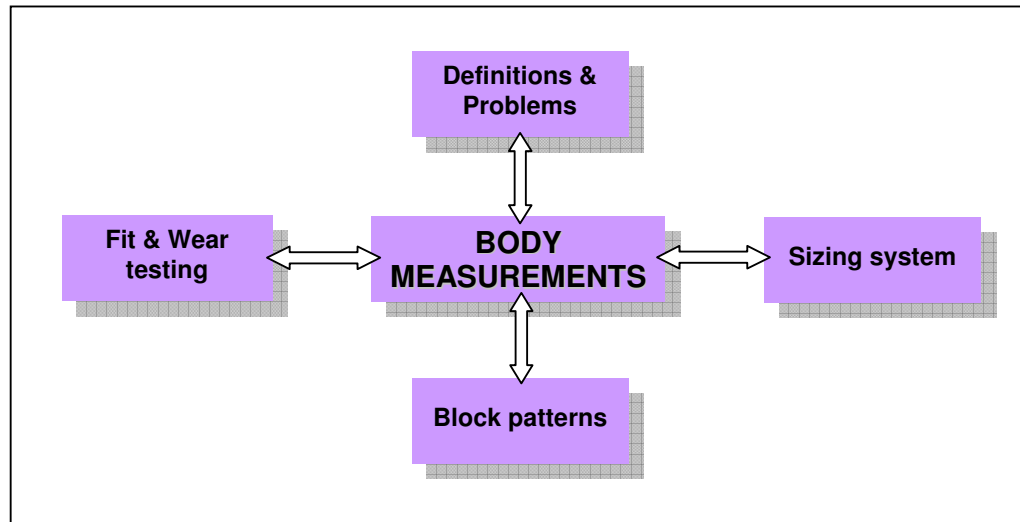 Definitions &
Problems
Fit & Wear
testing
BODY
MEASUREMENTS
Sizing system
Block patterns